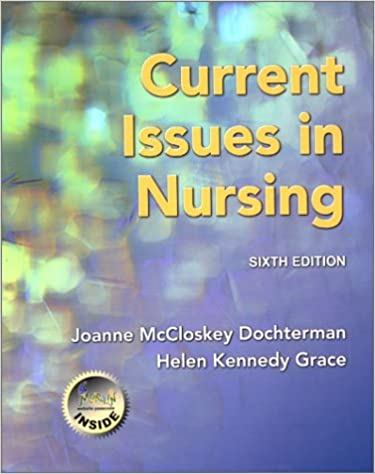 Current
Issues in
Nursing
SIXTH EDITION
Joanne McCloskey Dochterman
Helen Kennedy Grace
INSIDE